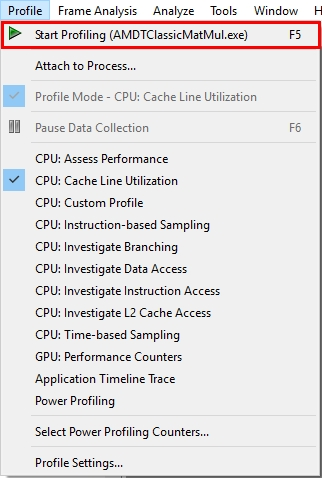 Profile Frame Analysis Analyze Tools Window
Start Profiling (AMDTClassicMatMul.exe) F5
Attach to Process...
Profile Mode - CPU: Cache Line Utilization
Pause Data Collection F6
CPU: Assess Performance
CPU: Cache Line Utilization
CPU: Custom Profile
CPU: Instruction-based Sampling
CPU: Investigate Branching
CPU: Investigate Data Access
CPU: Investigate Instruction Access
CPU: Investigate L2 Cache Access
CPU: Time-based Sampling
GPU: Performance Counters
Application Timeline Trace
Power Profiling
Select Power Profiling Counters...
Profile Settings...